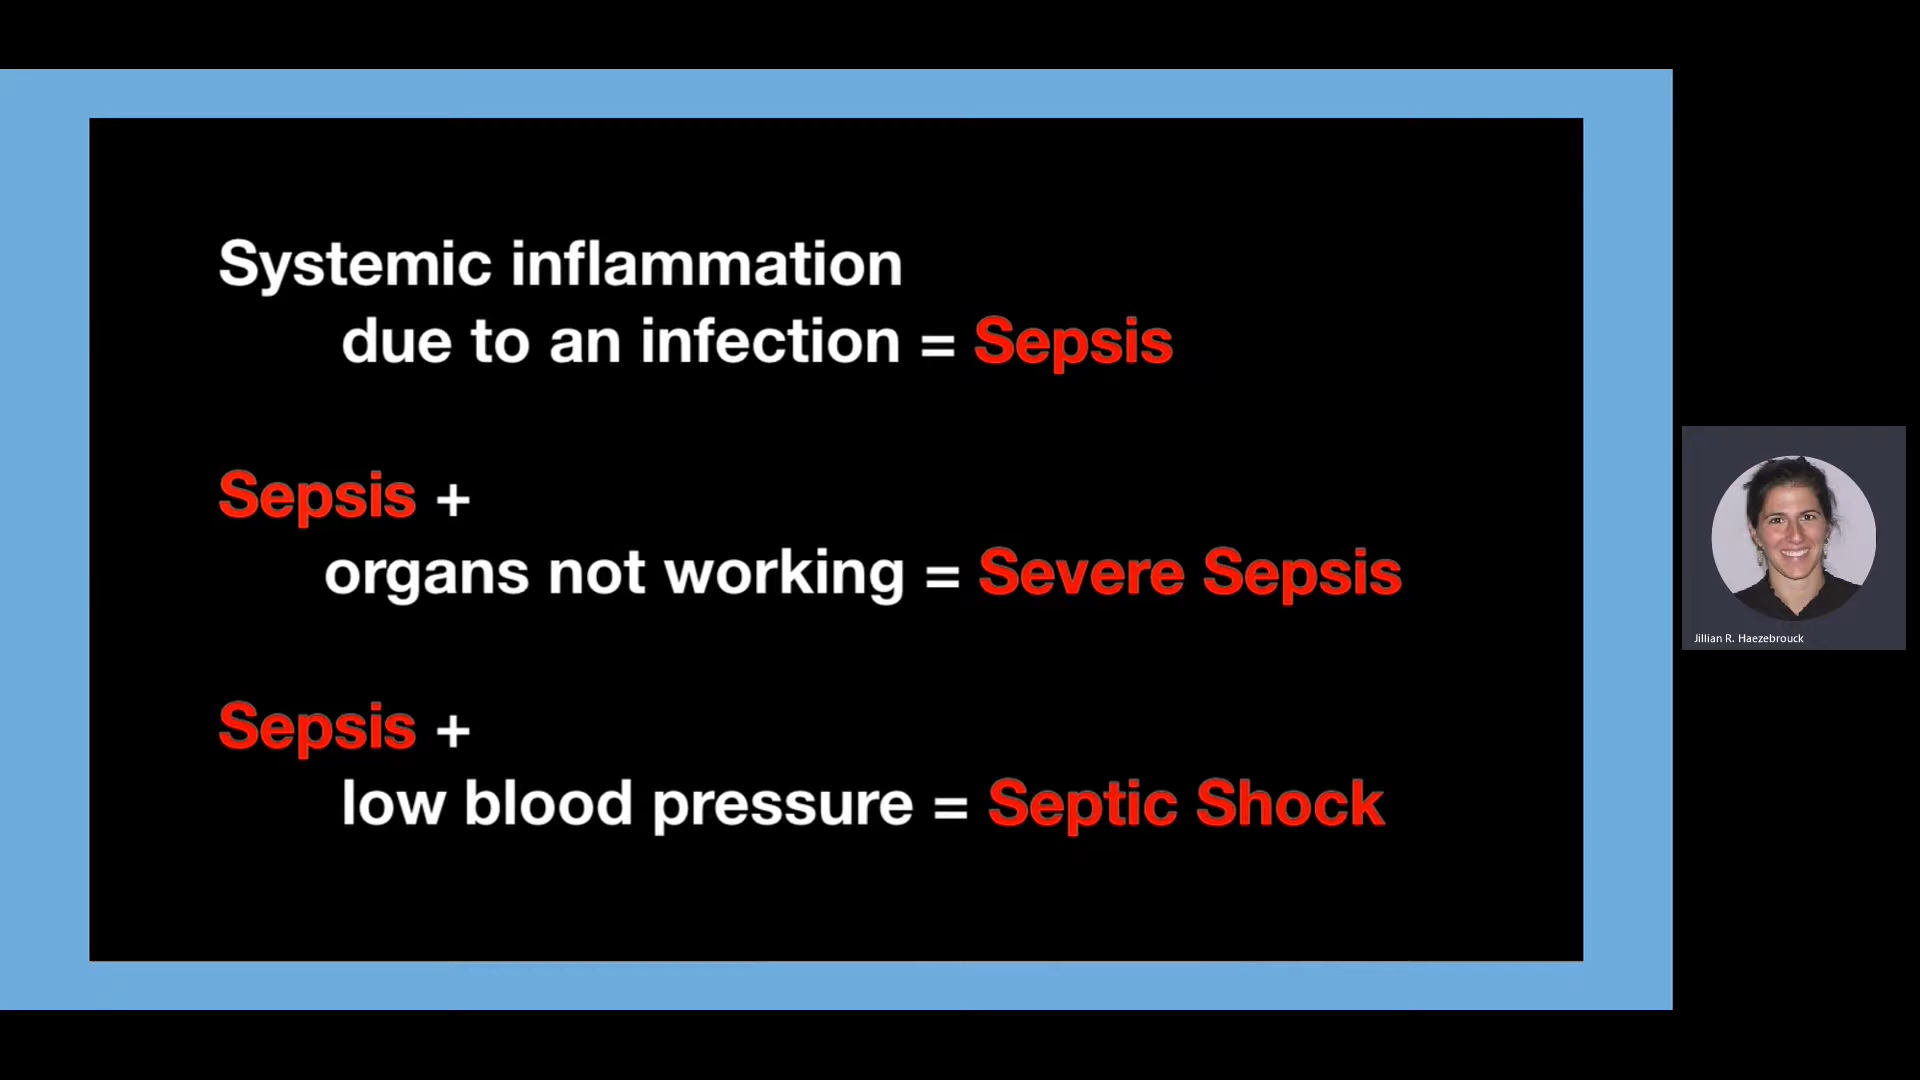 Systemic inflammation
due to an infection = Sepsis
Sepsis +
organs not working = Severe Sepsis
Sepsis +
low blood pressure = Septic Shock
Jillian R. Haezebrouck